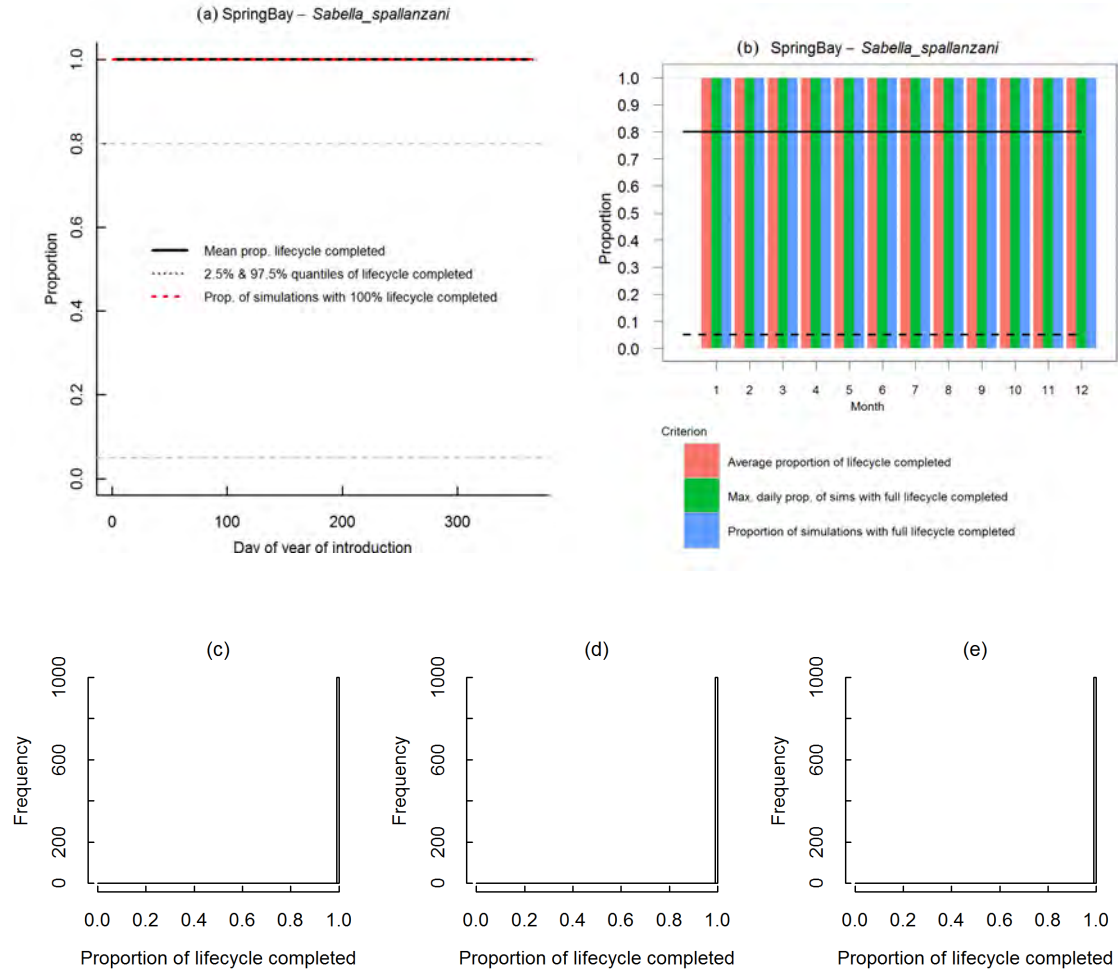 (a) SpringBay – Sabella_spallanzani
Proportion
1.0
0.8
0.6
0.4
0.2
0.0
Mean prop. lifecycle completed
2.5% & 97.5% quantiles of lifecycle completed
Prop. of simulations with 100% lifecycle completed
0 100 200 300
Day of year of introduction
(b) SpringBay – Sabella_spallanzani
Proportion
1.0
0.9
0.8
0.7
0.6
0.5
0.4
0.3
0.2
0.1
0.0
1 2 3 4 5 6 7 8 9 10 11 12
Month
Criterion
Average proportion of lifecycle completed
Max. daily prop. of sims with full lifecycle completed
Proportion of simulations with full lifecycle completed
(c)
Frequency
1000
600
200
0
0.0 0.2 0.4 0.6 0.8 1.0
Proportion of lifecycle completed
(d)
Frequency
1000
600
200
0
0.0 0.2 0.4 0.6 0.8 1.0
Proportion of lifecycle completed
(e)
Frequency
1000
600
200
0
0.0 0.2 0.4 0.6 0.8 1.0
Proportion of lifecycle completed